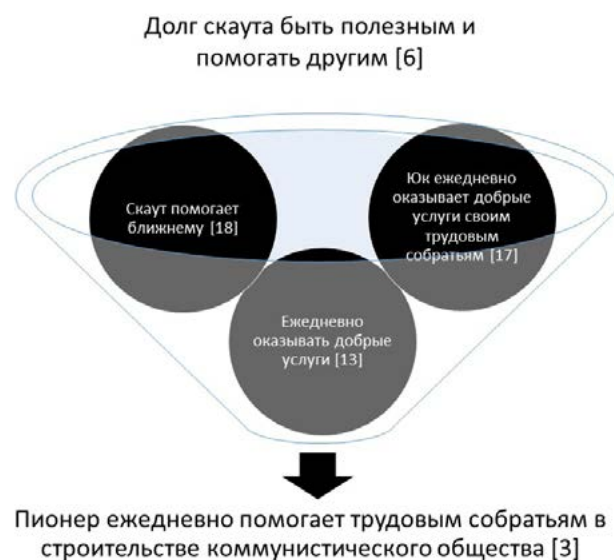 Долг скаута быть полезным и
помогать другим [6]
Скаут помогает
ближнему [18]
Юк ежедневно
оказывает добрые
услуги своим
трудовым
собратьям [17]
Ежедневно
оказывать добрые
услуги [13]
Пионер ежедневно помогает трудовым собратьям в
строительстве коммунистического общества [3]